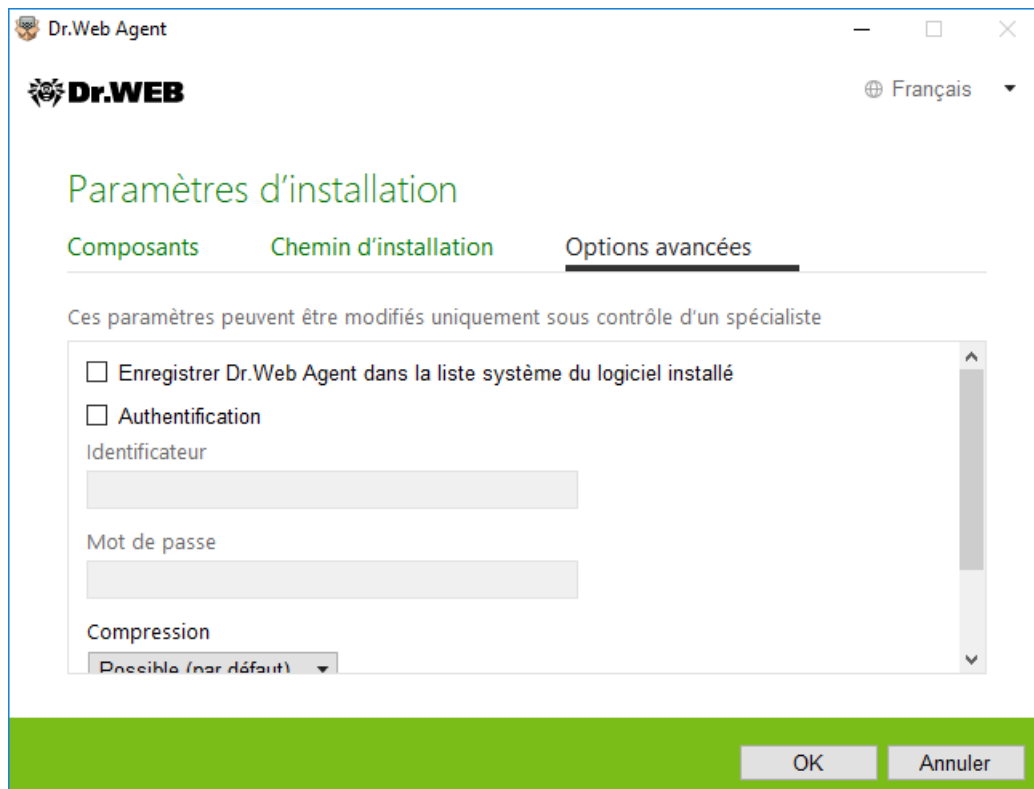 Dr.Web Agent
Dr.WEB
Français
Paramètres d’installation
Composants
Chemin d’installation
Options avancées
Ces paramètres peuvent être modifiés uniquement sous contrôle d’un spécialiste
Enregistrer Dr.Web Agent dans la liste système du logiciel installé
Authentification
Identificateur
Mot de passe
Compression
Possible (par défaut)
OK
Annuler